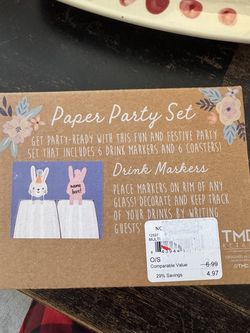 Paper Party Set
GET PARTY-READY WITH THIS FUN AND FESTIVE PARTY
SET THAT INCLUDES 6 DRINK MARKERS AND 6 COASTERS!
Drink Markers
PLACE MARKERS ON RIM OF ANY
GLASS! DECORATE AND KEEP TRACK
OF YOUR DRINKS BY WRITING
GUESTS
O/S
Comparable Value 6.99
29% Savings 4.97